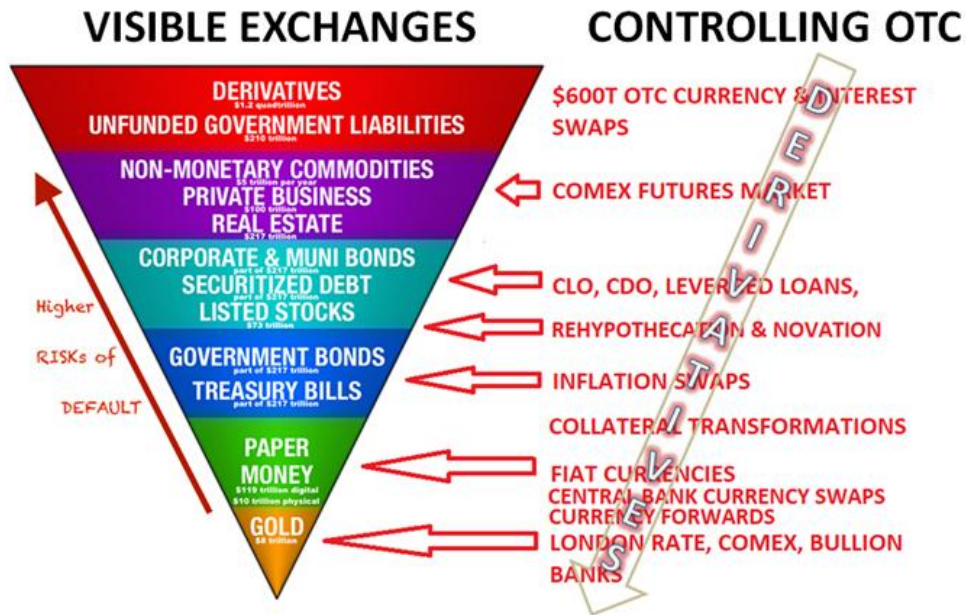 VISIBLE EXCHANGES
CONTROLLING OTC
DERIVATIVES
$1.2 quadtrillion
UNFUNDED GOVERNMENT LIABILITIES
$210 trillion
NON-MONETARY COMMODITIES
$5 trillion per year
PRIVATE BUSINESS
$100 trillion
REAL ESTATE
$217 trillion
CORPORATE & MUNI BONDS
part of $217 trillion
SECURITIZED DEBT
part of $217 trillion
LISTED STOCKS
$73 trillion
GOVERNMENT BONDS
part of $217 trillion
TREASURY BILLS
part of $217 trillion
PAPER
MONEY
$119 trillion digital
$10 trillion physical
GOLD
$8 trillion
Higher
RISKs of
DEFAULT
$600T OTC CURRENCY & INTEREST
SWAPS
COMEX FUTURES MARKET
CLO, CDO, LEVERED LOANS,
REHYPOTHECATION & NOVATION
INFLATION SWAPS
COLLATERAL TRANSFORMATIONS
FIAT CURRENCIES
CENTRAL BANK CURRENCY SWAPS
CURRENCY FORWARDS
LONDON RATE, COMEX, BULLION
BANKS
DERIVATIVES